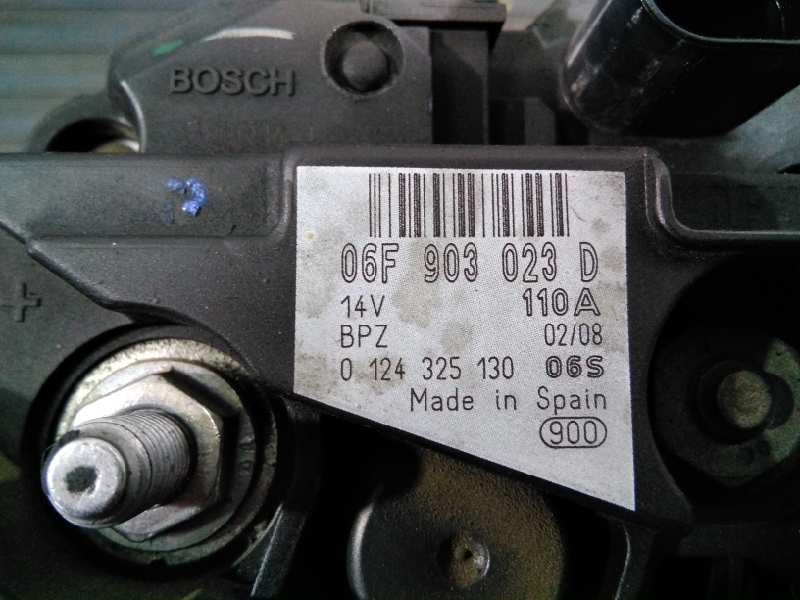 BOSCH
06F 903 023 D
14V 110A
BPZ 02/08
0 124 325 130 06S
Made in Spain
900
+